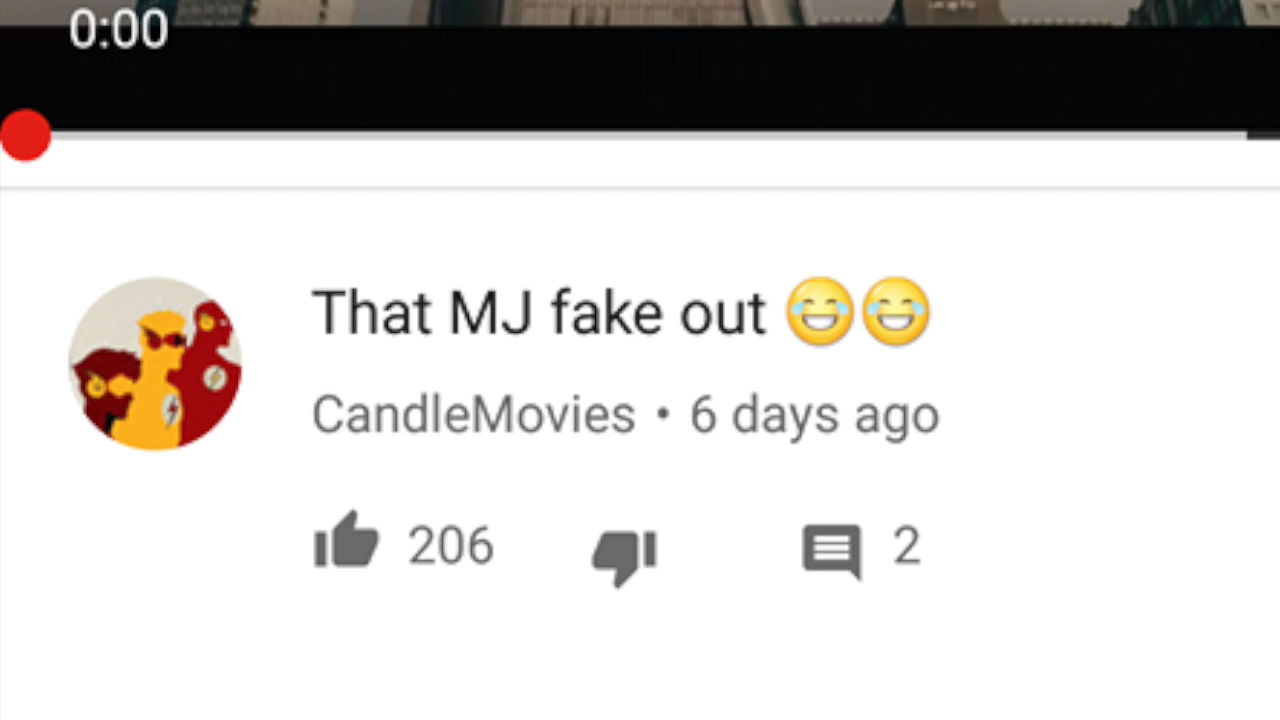 0:00
That MJ fake out 😂😂
CandleMovies • 6 days ago
206 2